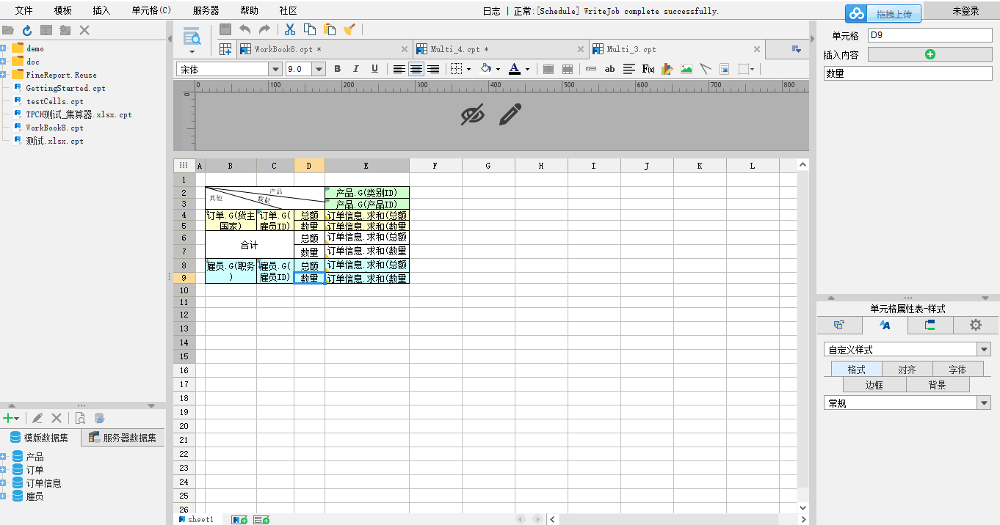 文件 模板 插入 单元格(C) 服务器 帮助 社区 日志 | 正常:[Schedule] WriteJob complete successfully. 拖拽上传 未登录
WorkBook8.cpt * Multi_4.cpt * Multi_3.cpt
宋体 9.0 B I U ab F(x)
demo
doc
FineReport.Reuse
GettingStarted.cpt
testCells.cpt
TPCH测试_集算器.xlsx.cpt
WorkBook8.cpt
测试.xlsx.cpt
模版数据集 服务器数据集
产品
订单
订单信息
雇员
0 100 200 300 400 500 600 700 800
0
A B C D E F G H I J K L
1
2 产品 产品.G(类别ID)
其他 数量
3 产品.G(产品ID)
4 订单.G(货主 订单.G( 总额 订单信息.求和(总额
5 国家) 雇员ID) 数量 订单信息.求和(数量
6 总额 订单信息.求和(总额
合计
7 数量 订单信息.求和(数量
8 雇员.G(职务 雇员.G( 总额 订单信息.求和(总额
9 ) 雇员ID) 数量 订单信息.求和(数量
10
11
12
13
14
15
16
17
18
19
20
21
22
23
24
25
26
sheet1
单元格 D9
插入内容
数量
单元格属性表-样式
自定义样式
格式 对齐 字体
边框 背景
常规